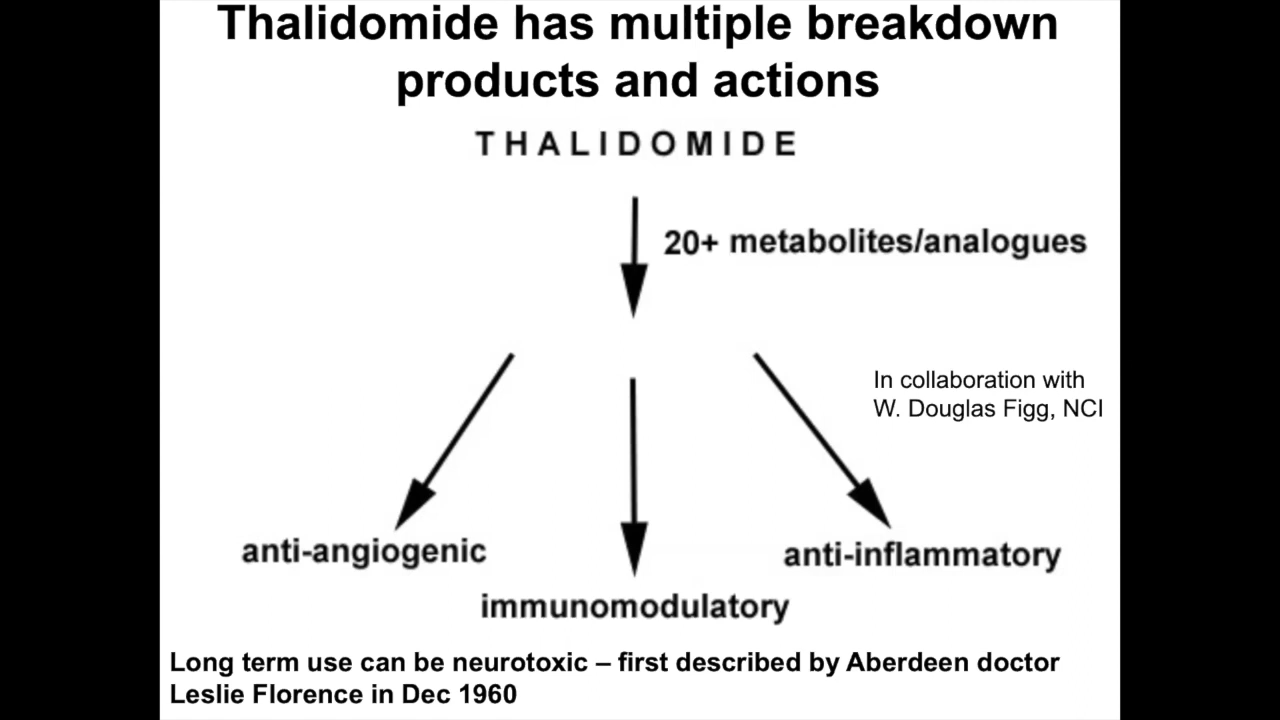 Thalidomide has multiple breakdown
products and actions
THALIDOMIDE
20+ metabolites/analogues
In collaboration with
W. Douglas Figg, NCI
anti-angiogenic
anti-inflammatory
immunomodulatory
Long term use can be neurotoxic – first described by Aberdeen doctor
Leslie Florence in Dec 1960